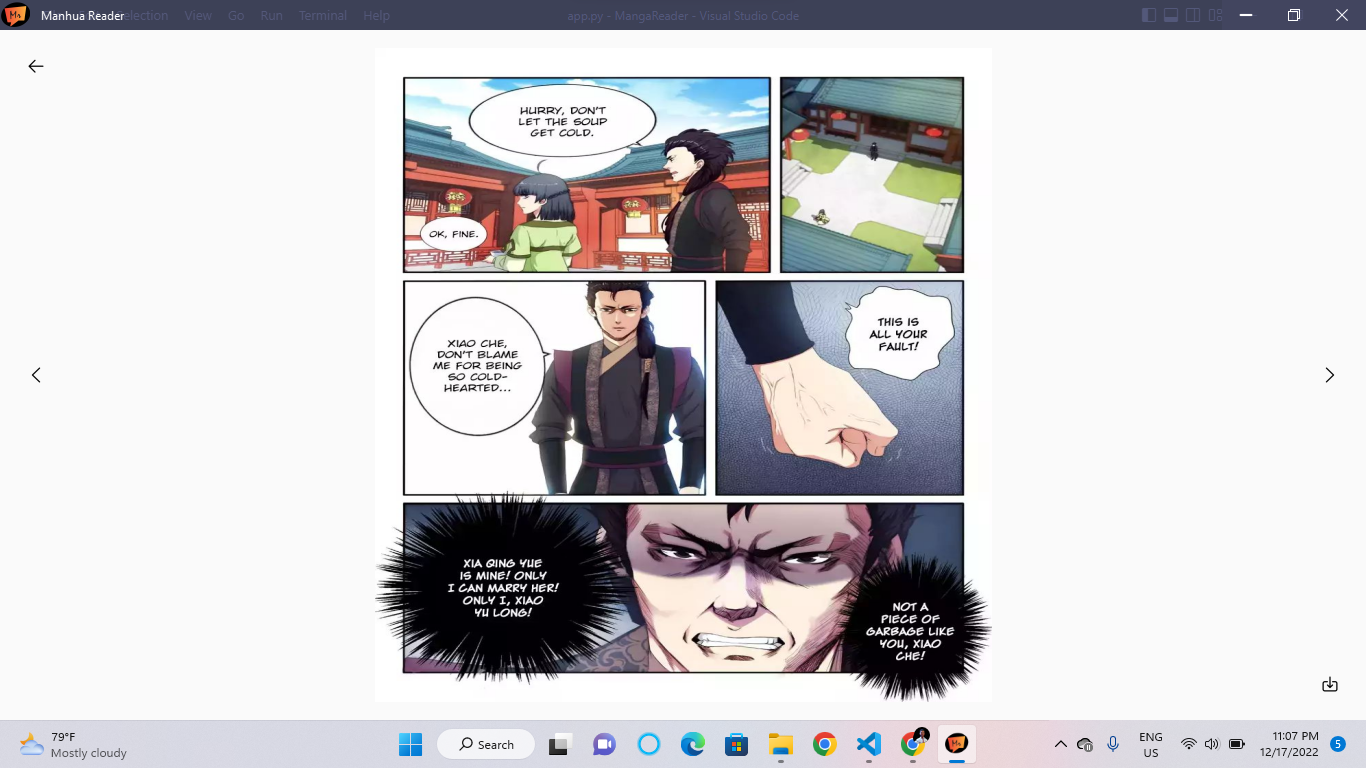 Manhua Reader
Selection View Go Run Terminal Help
app.py - MangaReader - Visual Studio Code
HURRY, DON'T
LET THE SOUP
GET COLD.
OK, FINE.
XIAO CHE,
DON'T BLAME
ME FOR BEING
SO COLD-
HEARTED...
THIS IS
ALL YOUR
FAULT!
XIA QING YUE
IS MINE! ONLY
I CAN MARRY HER!
ONLY I, XIAO
YU LONG!
NOT A
PIECE OF
GARBAGE LIKE
YOU, XIAO
CHE!
79°F
Mostly cloudy
Search
ENG
US
11:07 PM
12/17/2022
5